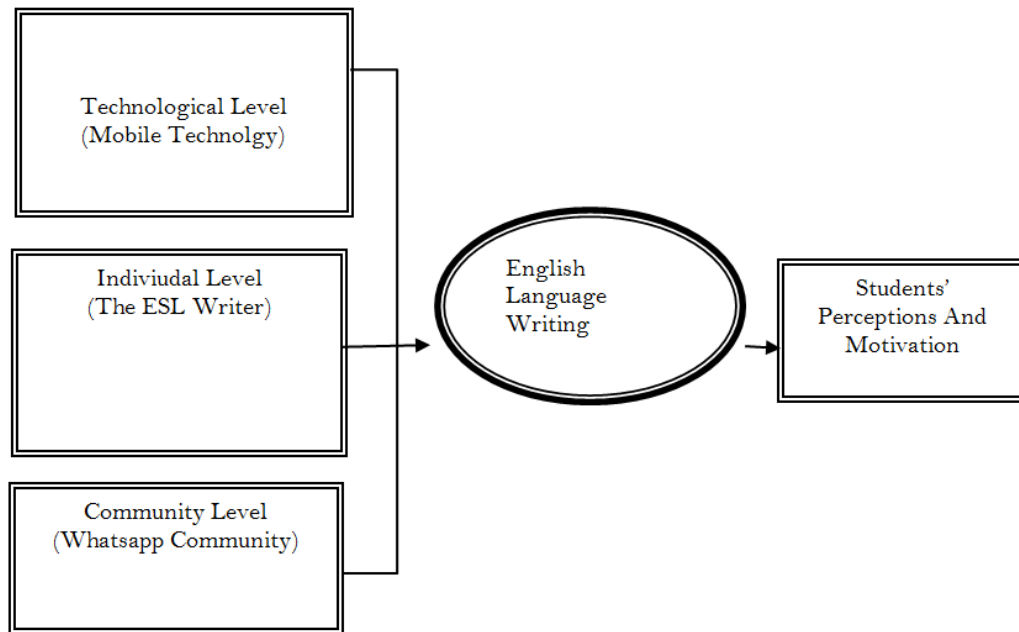 Technological Level
(Mobile Technolgy)
Indiviudal Level
(The ESL Writer)
Community Level
(Whatsapp Community)
English
Language
Writing
Students’
Perceptions And
Motivation